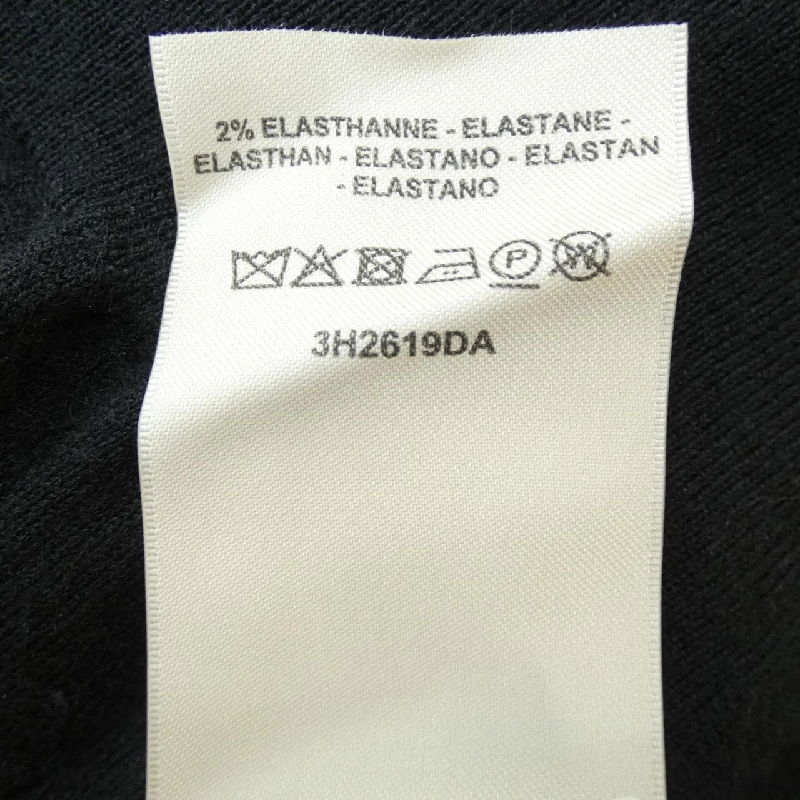 2% ELASTHANNE - ELASTANE -
ELASTHAN - ELASTANO - ELASTAN
- ELASTANO
P W
3H2619DA